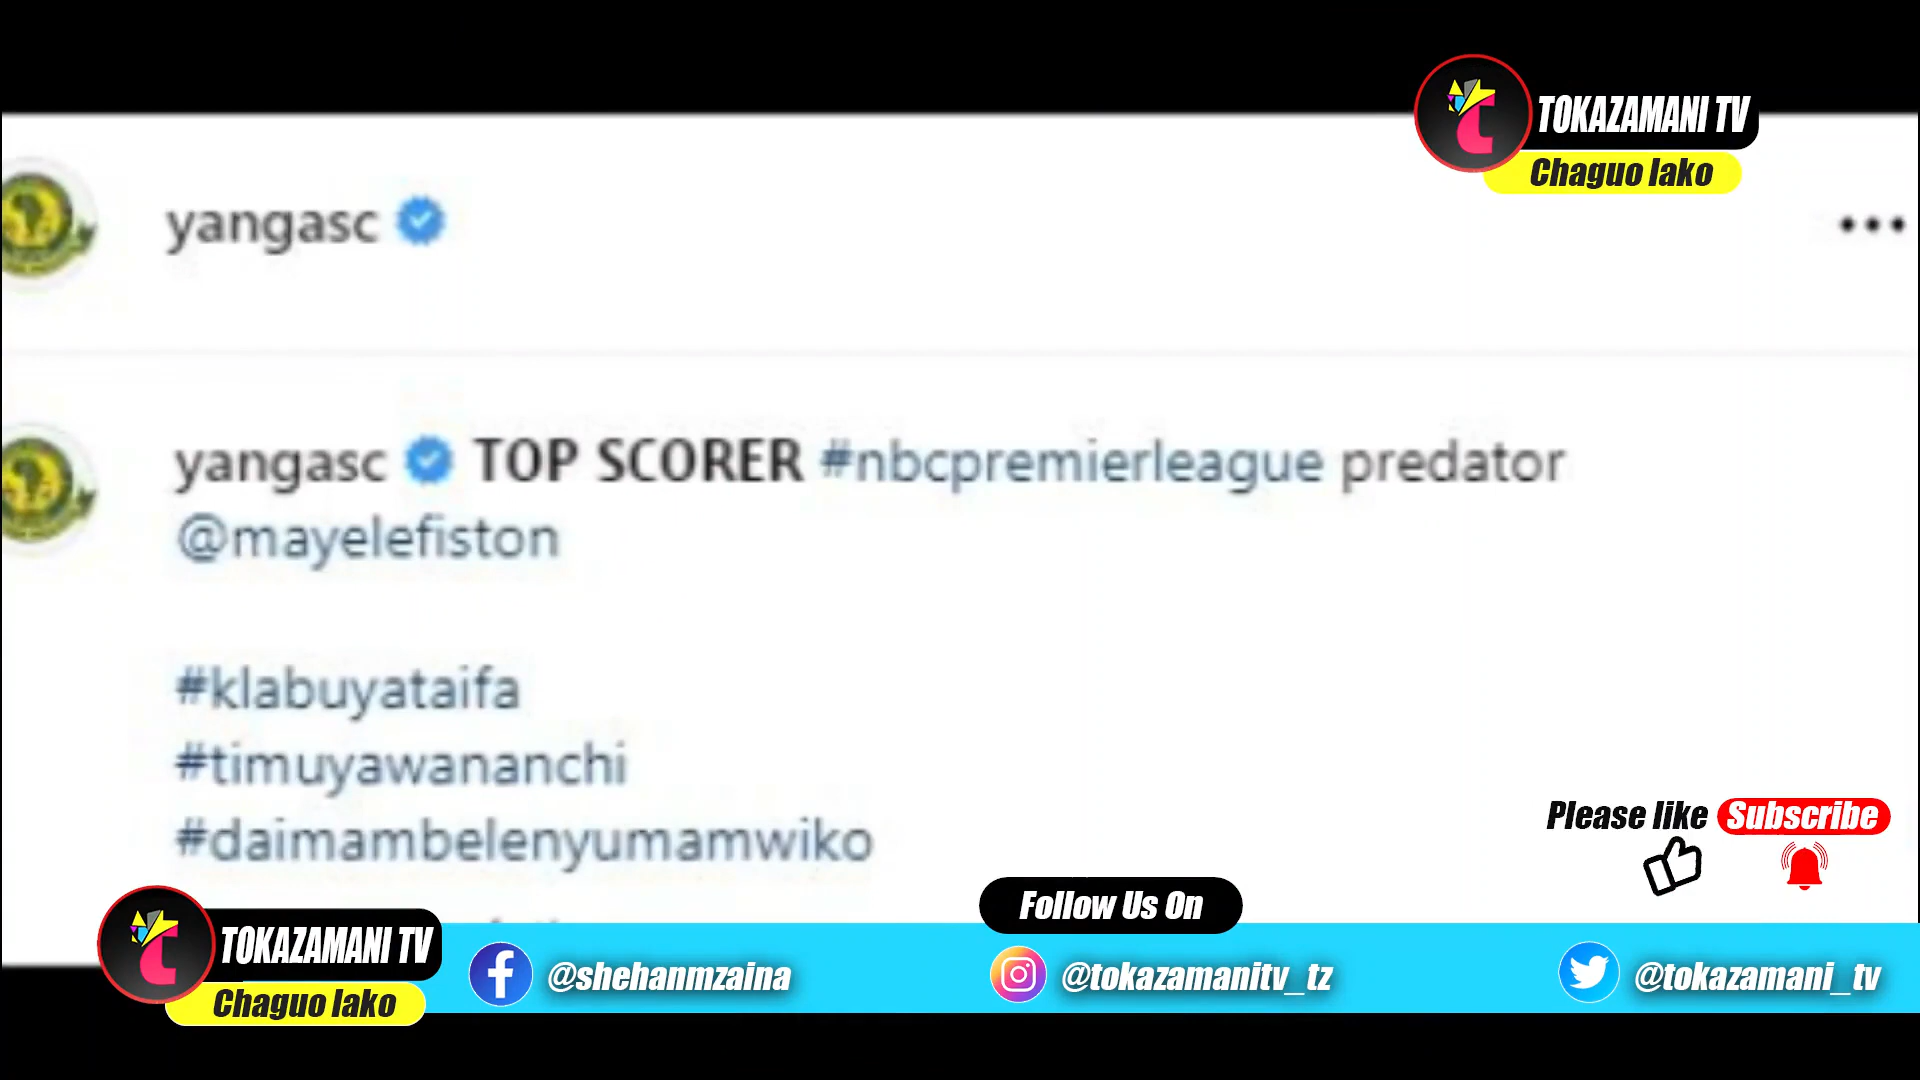 TOKAZAMANI TV
Chaguo lako
yangasc
yangasc TOP SCORER #nbcpremierleague predator
@mayelefiston
#klabuyataifa
#timuyawananchi
#daimambelenyumamwiko
Please like Subscribe
Follow Us On
TOKAZAMANI TV
Chaguo lako
@shehanmzaina
@tokazamanitv_tz
@tokazamani_tv